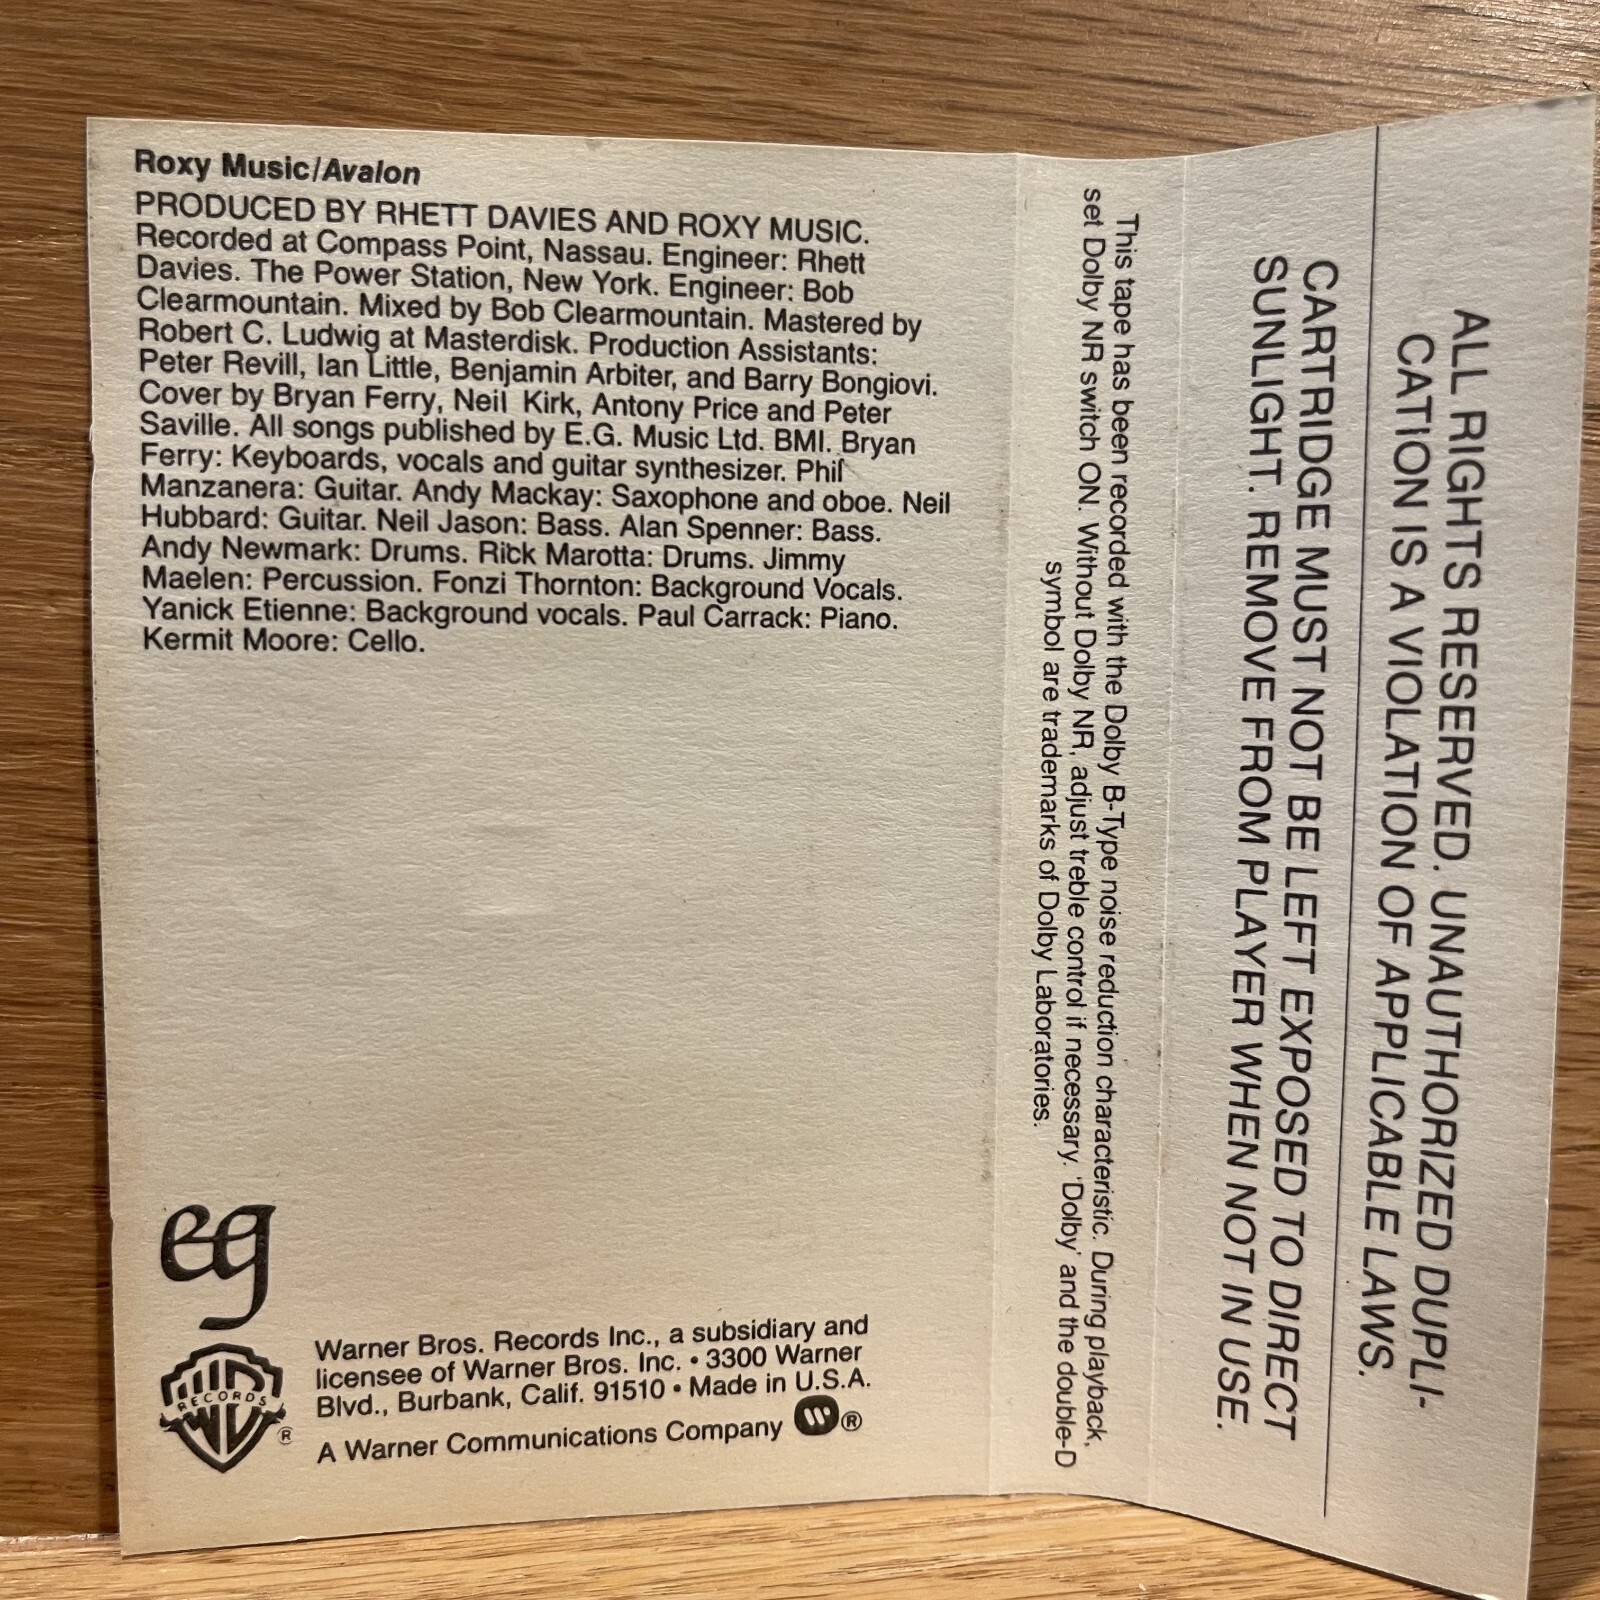 Roxy Music/Avalon
PRODUCED BY RHETT DAVIES AND ROXY MUSIC.
Recorded at Compass Point, Nassau. Engineer: Rhett
Davies. The Power Station, New York. Engineer: Bob
Clearmountain. Mixed by Bob Clearmountain. Mastered by
Robert C. Ludwig at Masterdisk. Production Assistants:
Peter Revill, Ian Little, Benjamin Arbiter, and Barry Bongiovi.
Cover by Bryan Ferry, Neil Kirk, Antony Price and Peter
Saville. All songs published by E.G. Music Ltd. BMI. Bryan
Ferry: Keyboards, vocals and guitar synthesizer. Phil
Manzanera: Guitar. Andy Mackay: Saxophone and oboe. Neil
Hubbard: Guitar. Neil Jason: Bass. Alan Spenner: Bass.
Andy Newmark: Drums. Rick Marotta: Drums. Jimmy
Maelen: Percussion. Fonzi Thornton: Background Vocals.
Yanick Etienne: Background vocals. Paul Carrack: Piano.
Kermit Moore: Cello.
eg
RECORDS
®
Warner Bros. Records Inc., a subsidiary and
licensee of Warner Bros. Inc. • 3300 Warner
Blvd., Burbank, Calif. 91510 • Made in U.S.A.
A Warner Communications Company ®
This tape has been recorded with the Dolby B-Type noise reduction characteristic. During playback,
set Dolby NR switch ON. Without Dolby NR, adjust treble control if necessary. 'Dolby' and the double-D
symbol are trademarks of Dolby Laboratories.
CARTRIDGE MUST NOT BE LEFT EXPOSED TO DIRECT
SUNLIGHT. REMOVE FROM PLAYER WHEN NOT IN USE.
ALL RIGHTS RESERVED. UNAUTHORIZED DUPLI-
CATION IS A VIOLATION OF APPLICABLE LAWS.